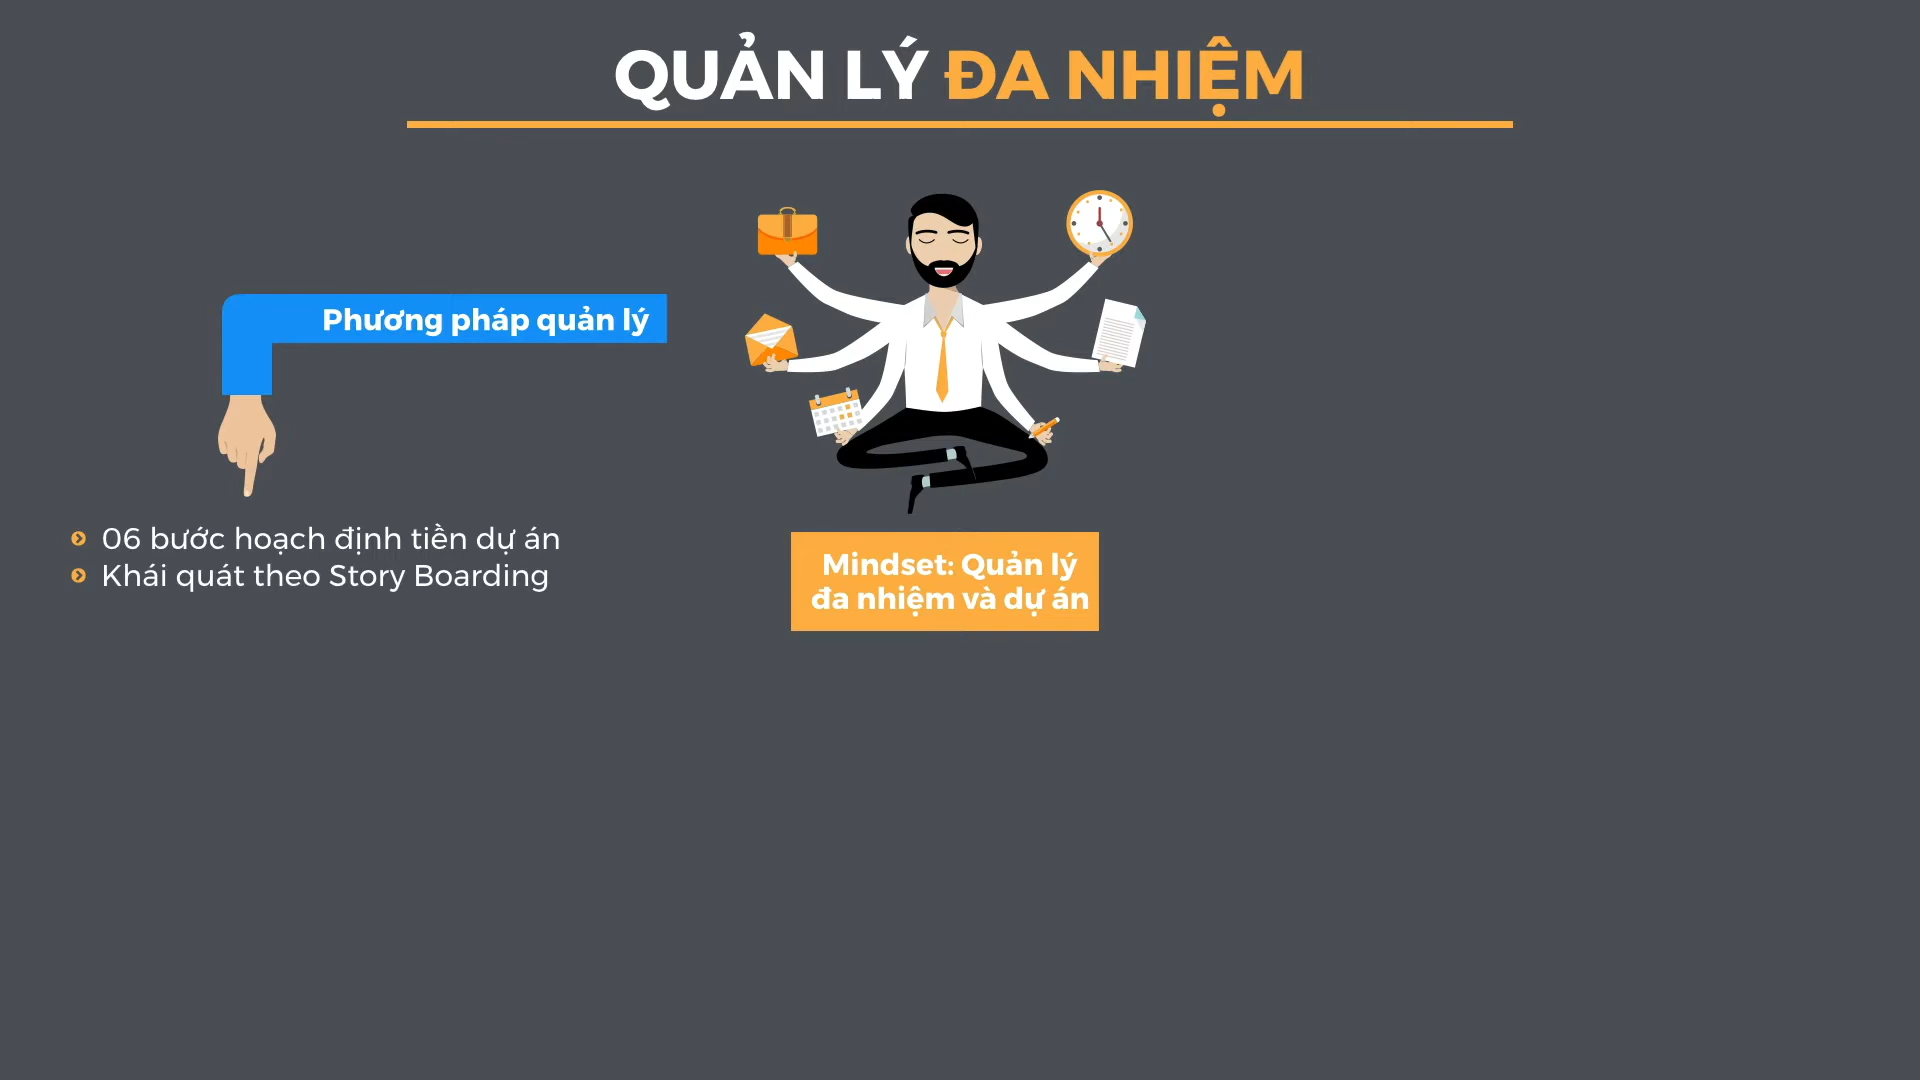 QUẢN LÝ ĐA NHIỆM
Phương pháp quản lý
06 bước hoạch định tiền dự án
Khái quát theo Story Boarding
Mindset: Quản lý
đa nhiệm và dự án